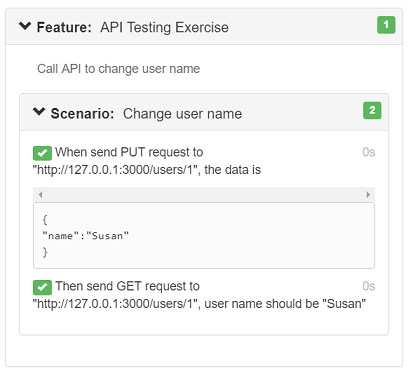 Feature: API Testing Exercise 1
Call API to change user name
Scenario: Change user name 2
When send PUT request to 0s
"http://127.0.0.1:3000/users/1", the data is
{
"name":"Susan"
}
Then send GET request to 0s
"http://127.0.0.1:3000/users/1", user name should be "Susan"